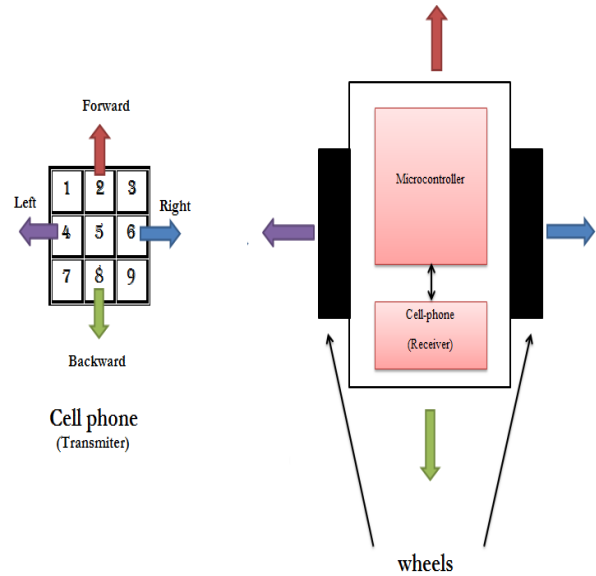 Forward
1 2 3
Left
4 5 6
Right
7 8 9
Backward
Cell phone
(Transmiter)
Microcontroller
Cell-phone
(Receiver)
wheels